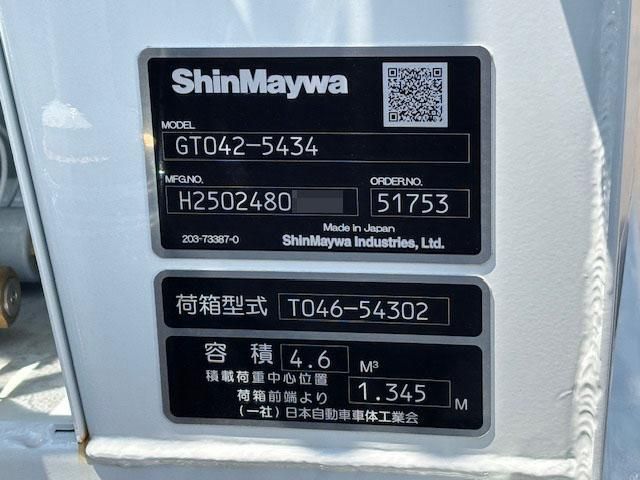 ShinMaywa
MODEL
GT042-5434
MFG.NO. ORDER.NO.
H2502480 51753
Made in Japan
203-73387-0 ShinMaywa Industries, Ltd.
荷箱型式 T046-54302
容積 4.6 M³
積載荷重中心位置
荷箱前端より 1.345 M
(一社)日本自動車車体工業会